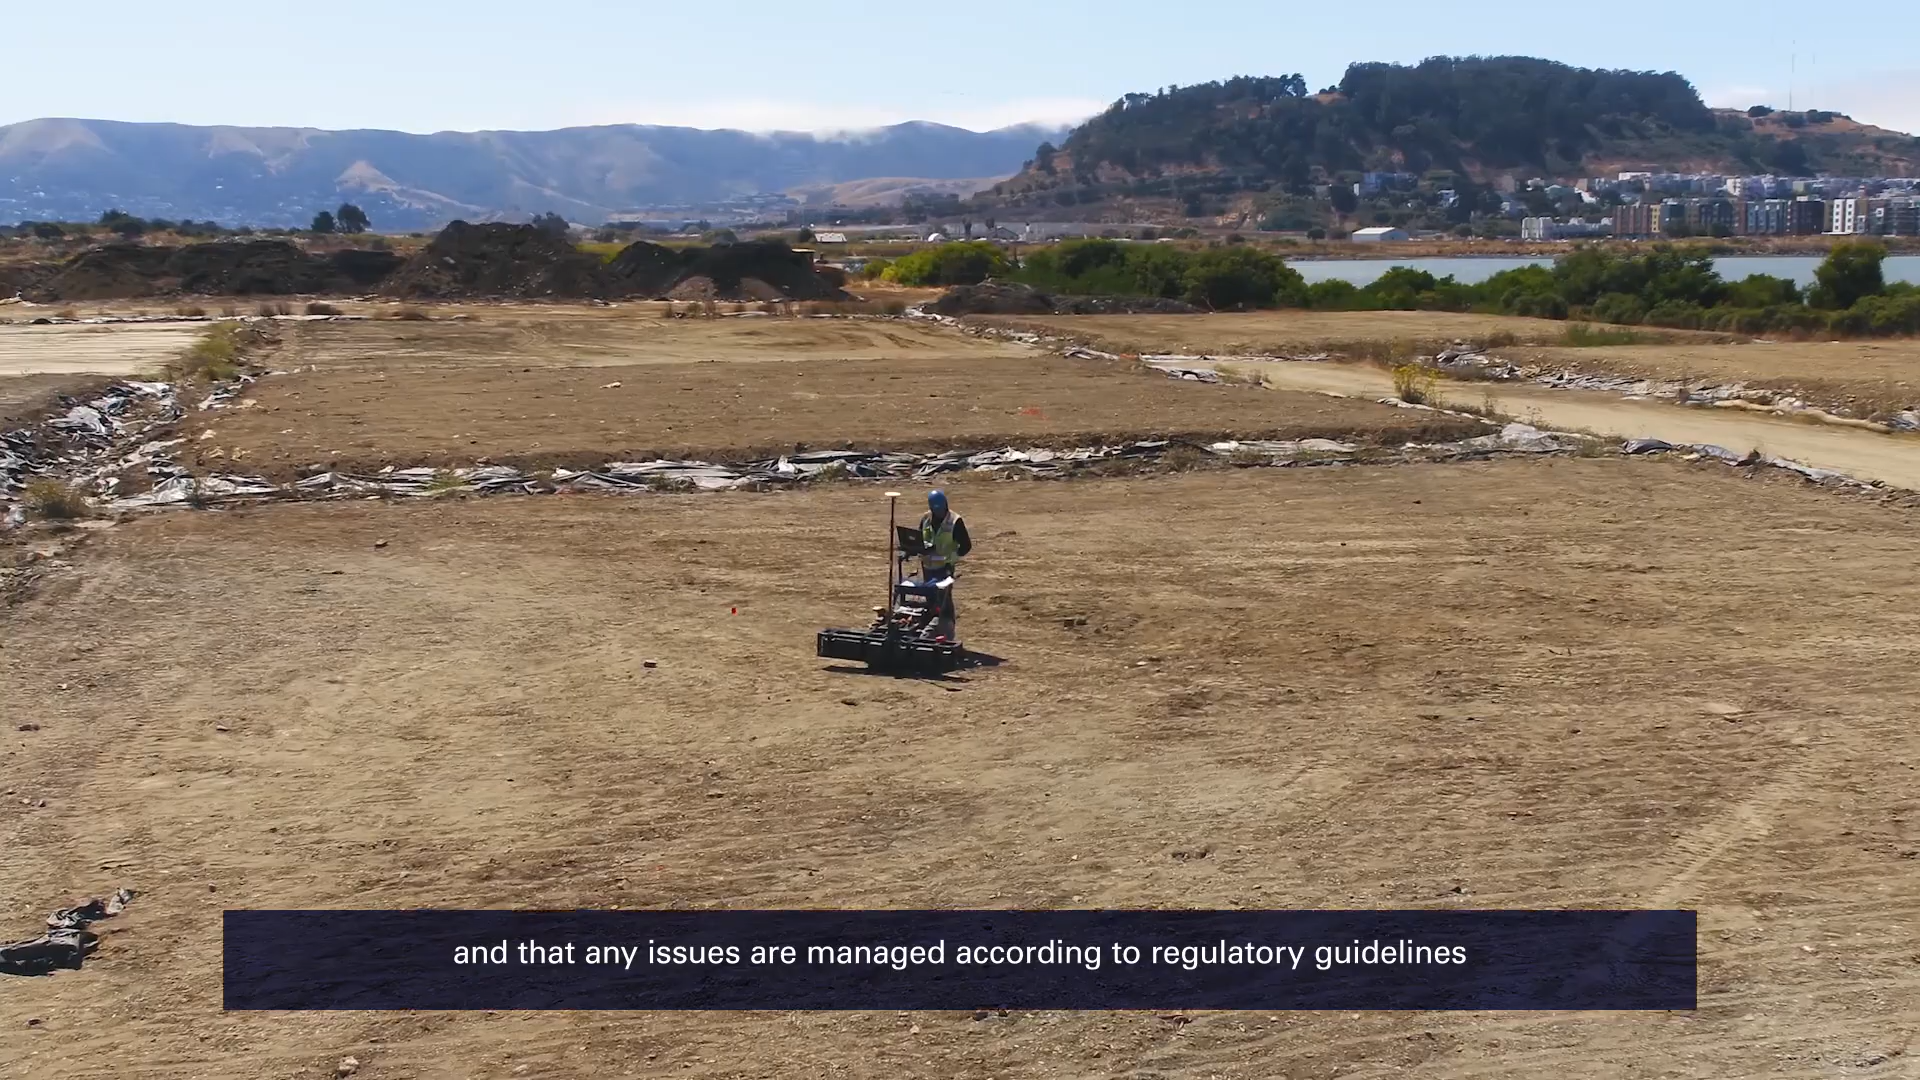 and that any issues are managed according to regulatory guidelines